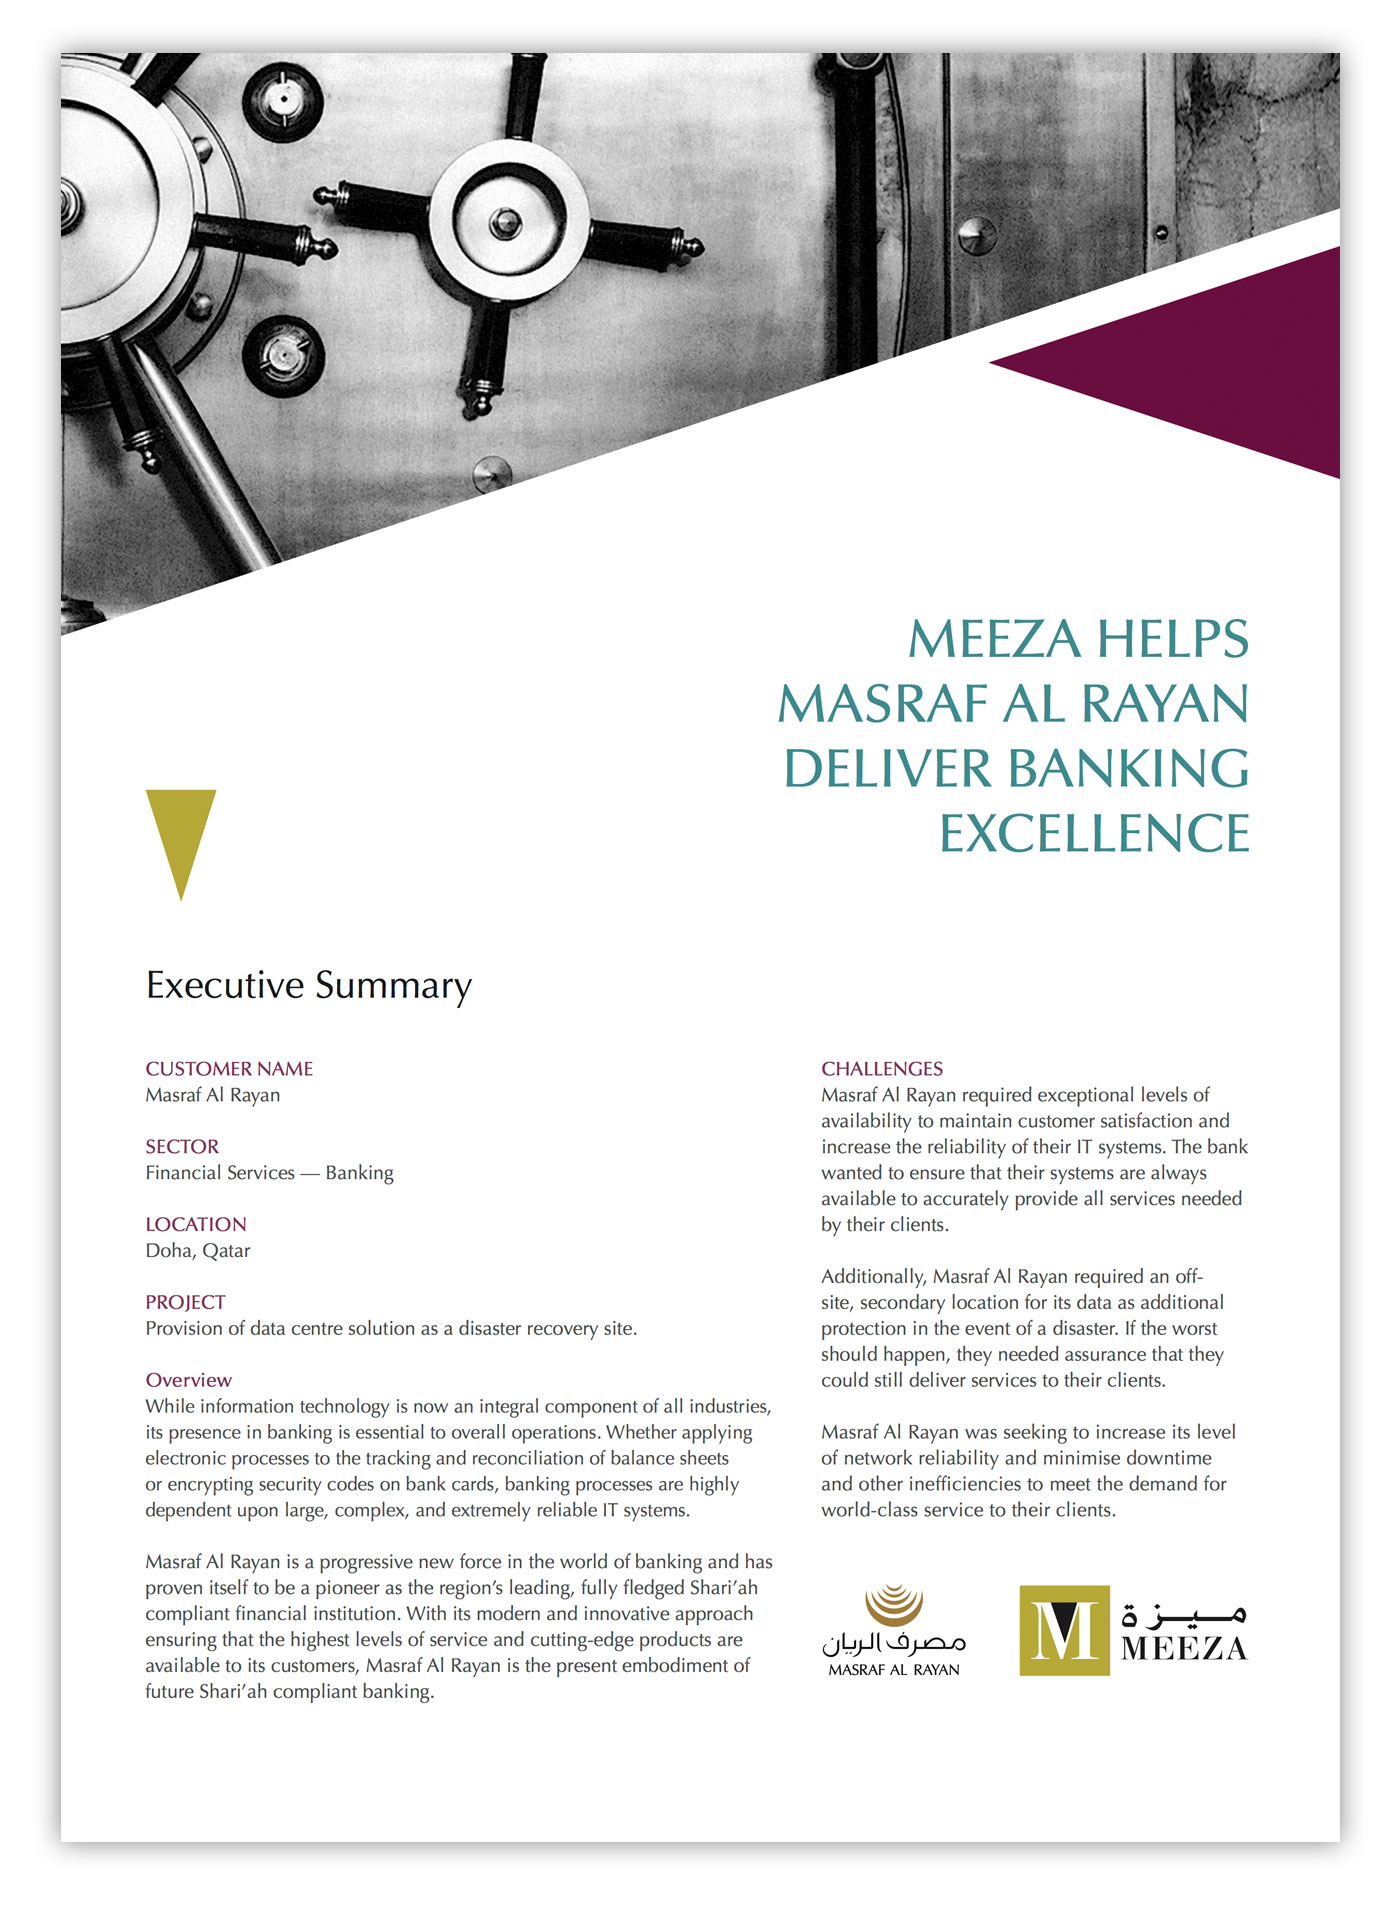 MEEZA HELPS
MASRAF AL RAYAN
DELIVER BANKING
EXCELLENCE
Executive Summary
CUSTOMER NAME
Masraf Al Rayan
SECTOR
Financial Services — Banking
LOCATION
Doha, Qatar
PROJECT
Provision of data centre solution as a disaster recovery site.
Overview
While information technology is now an integral component of all industries,
its presence in banking is essential to overall operations. Whether applying
electronic processes to the tracking and reconciliation of balance sheets
or encrypting security codes on bank cards, banking processes are highly
dependent upon large, complex, and extremely reliable IT systems.
Masraf Al Rayan is a progressive new force in the world of banking and has
proven itself to be a pioneer as the region’s leading, fully fledged Shari’ah
compliant financial institution. With its modern and innovative approach
ensuring that the highest levels of service and cutting-edge products are
available to its customers, Masraf Al Rayan is the present embodiment of
future Shari’ah compliant banking.
CHALLENGES
Masraf Al Rayan required exceptional levels of
availability to maintain customer satisfaction and
increase the reliability of their IT systems. The bank
wanted to ensure that their systems are always
available to accurately provide all services needed
by their clients.
Additionally, Masraf Al Rayan required an off-
site, secondary location for its data as additional
protection in the event of a disaster. If the worst
should happen, they needed assurance that they
could still deliver services to their clients.
Masraf Al Rayan was seeking to increase its level
of network reliability and minimise downtime
and other inefficiencies to meet the demand for
world-class service to their clients.
مصرف الريان
MASRAF AL RAYAN
M
ميزة
MEEZA